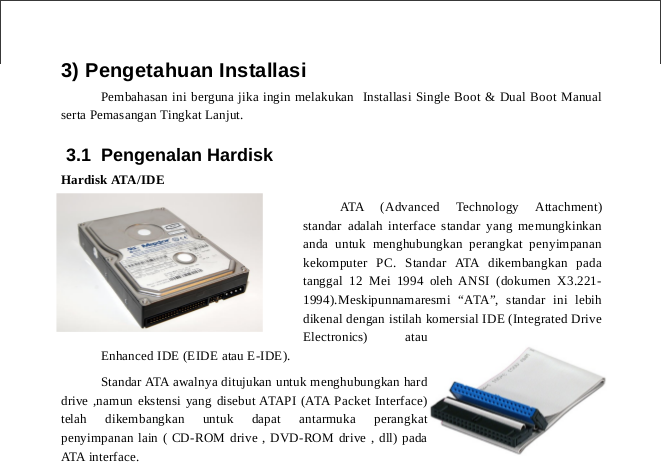 3) Pengetahuan Installasi
Pembahasan ini berguna jika ingin melakukan Installasi Single Boot & Dual Boot Manual
serta Pemasangan Tingkat Lanjut.
3.1 Pengenalan Hardisk
Hardisk ATA/IDE
ATA (Advanced Technology Attachment)
standar adalah interface standar yang memungkinkan
anda untuk menghubungkan perangkat penyimpanan
kekomputer PC. Standar ATA dikembangkan pada
tanggal 12 Mei 1994 oleh ANSI (dokumen X3.221-
1994).Meskipunnamaresmi “ATA”, standar ini lebih
dikenal dengan istilah komersial IDE (Integrated Drive
Electronics) atau
Enhanced IDE (EIDE atau E-IDE).
Standar ATA awalnya ditujukan untuk menghubungkan hard
drive ,namun ekstensi yang disebut ATAPI (ATA Packet Interface)
telah dikembangkan untuk dapat antarmuka perangkat
penyimpanan lain ( CD-ROM drive , DVD-ROM drive , dll) pada
ATA interface.
Maxtor